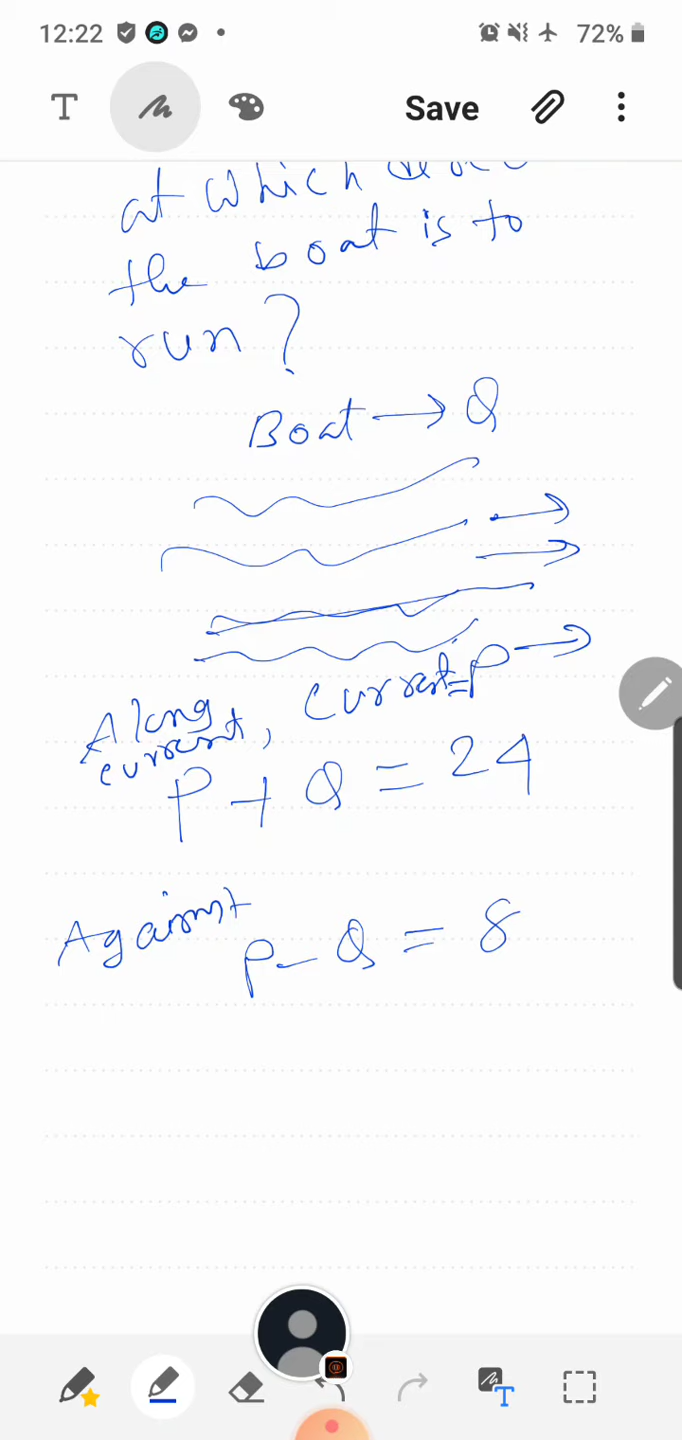 12:22 72%
T Save
at which
the boat is to
run?
Boat → Q
Along current, current = P →
P + Q = 24
Against
P - Q = 8
T